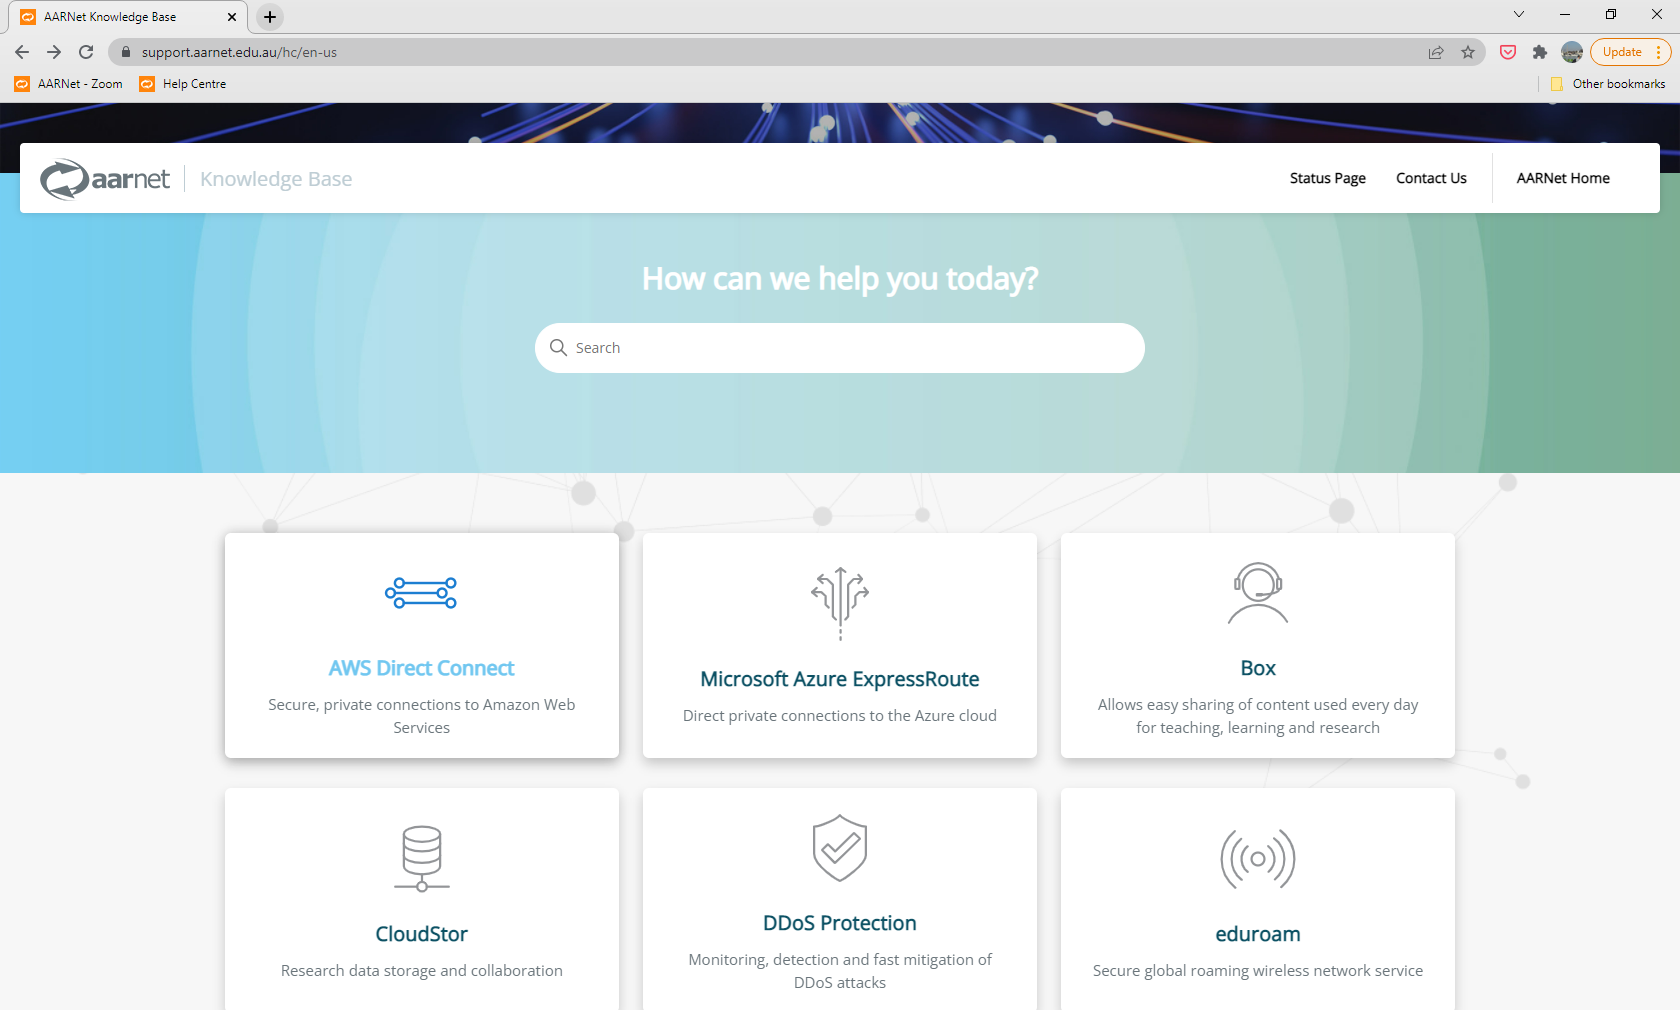 AARNet Knowledge Base
support.aarnet.edu.au/hc/en-us
Update
AARNet - Zoom
Help Centre
Other bookmarks
aarnet
Knowledge Base
Status Page
Contact Us
AARNet Home
How can we help you today?
Search
AWS Direct Connect
Secure, private connections to Amazon Web
Services
Microsoft Azure ExpressRoute
Direct private connections to the Azure cloud
Box
Allows easy sharing of content used every day
for teaching, learning and research
CloudStor
Research data storage and collaboration
DDoS Protection
Monitoring, detection and fast mitigation of
DDoS attacks
eduroam
Secure global roaming wireless network service